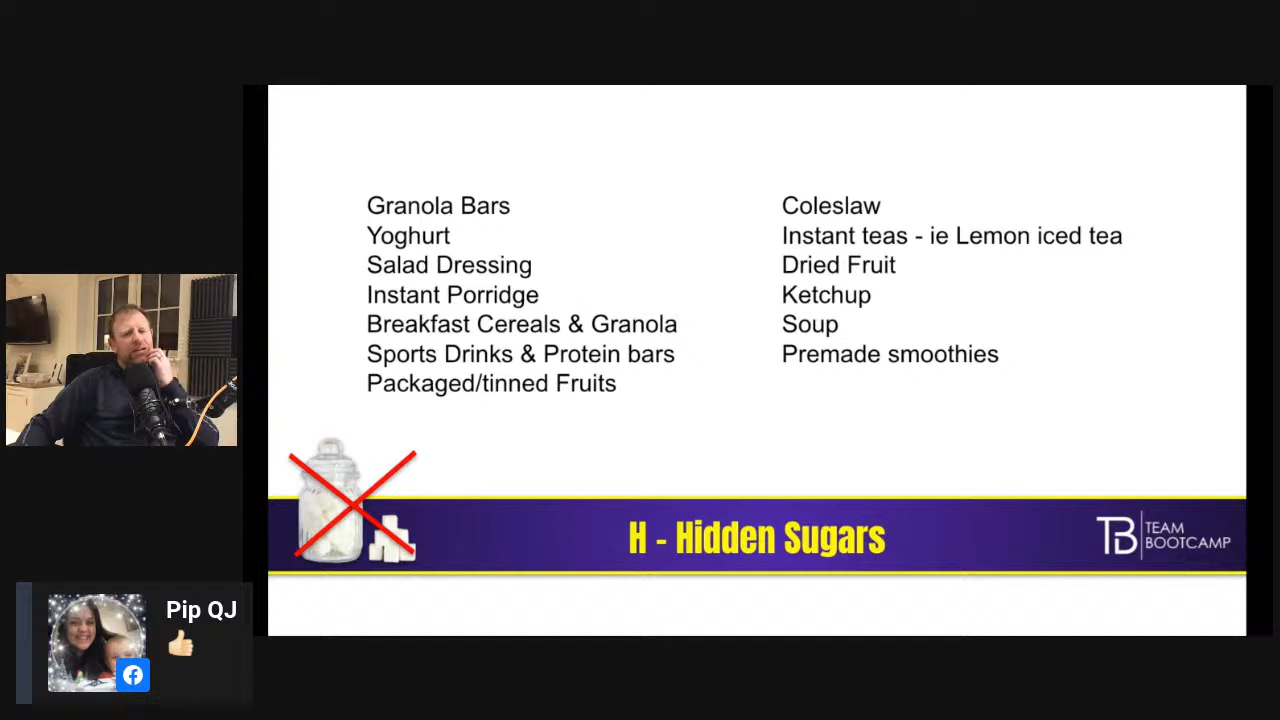 Granola Bars
Yoghurt
Salad Dressing
Instant Porridge
Breakfast Cereals & Granola
Sports Drinks & Protein bars
Packaged/tinned Fruits
Coleslaw
Instant teas - ie Lemon iced tea
Dried Fruit
Ketchup
Soup
Premade smoothies
H - Hidden Sugars
TB TEAM
BOOTCAMP
Pip QJ
👍🏻